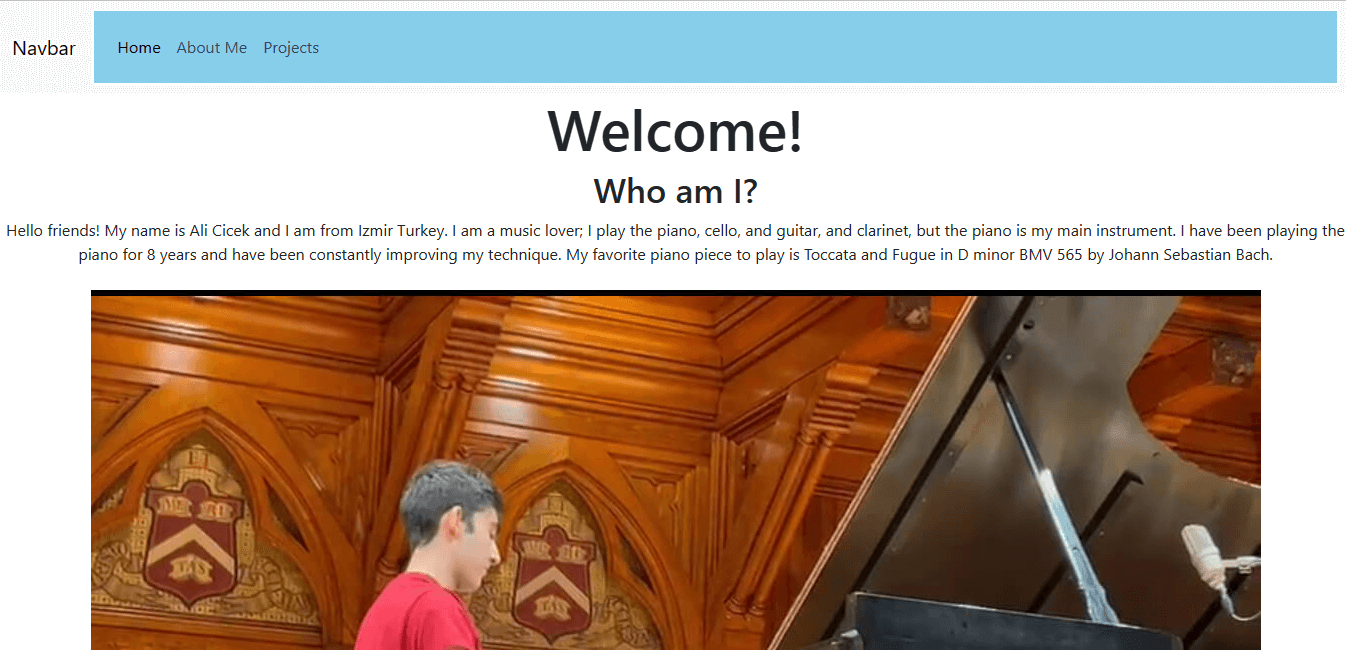 Navbar Home About Me Projects
Welcome!
Who am I?
Hello friends! My name is Ali Cicek and I am from Izmir Turkey. I am a music lover; I play the piano, cello, and guitar, and clarinet, but the piano is my main instrument. I have been playing the
piano for 8 years and have been constantly improving my technique. My favorite piano piece to play is Toccata and Fugue in D minor BMV 565 by Johann Sebastian Bach.